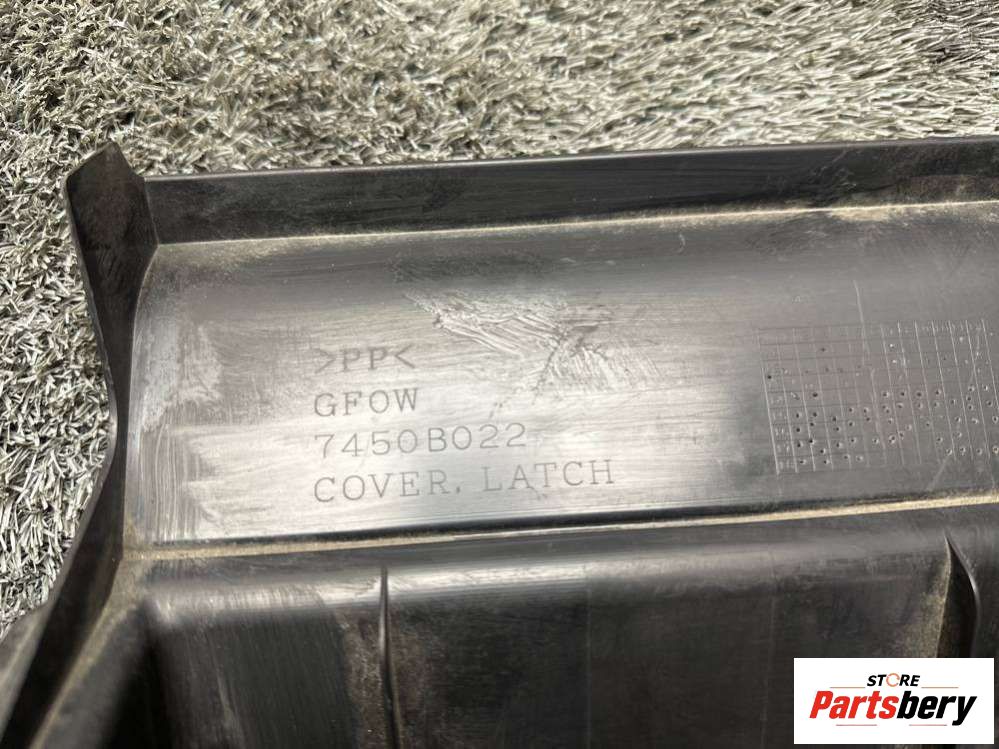 >PP<
GFOW
7450B022
COVER, LATCH
STORE
Partsbery